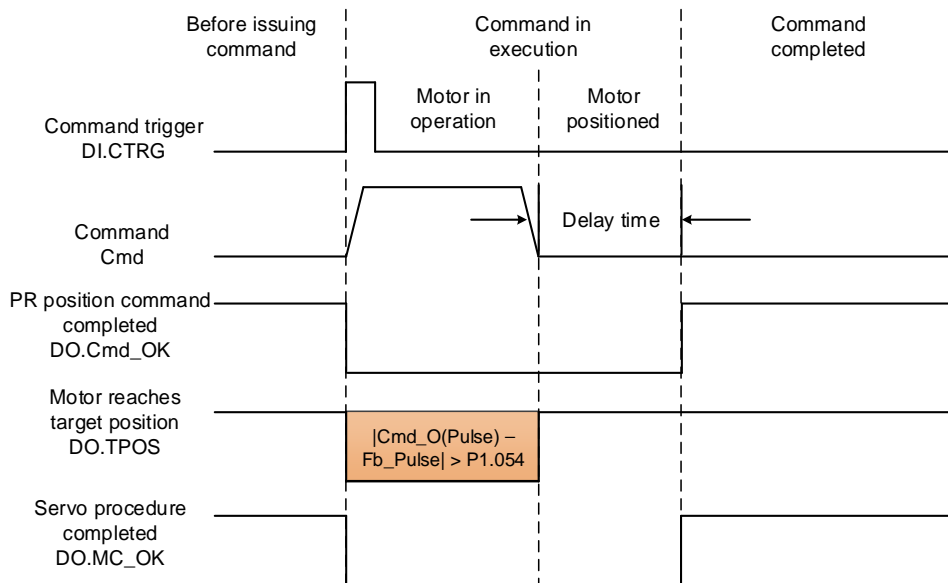 Before issuing
command
Command in
execution
Command
completed
Motor in
operation
Motor
positioned
Command trigger
DI.CTRG
Command
Cmd
Delay time
PR position command
completed
DO.Cmd_OK
Motor reaches
target position
DO.TPOS
|Cmd_O(Pulse) –
Fb_Pulse| > P1.054
Servo procedure
completed
DO.MC_OK